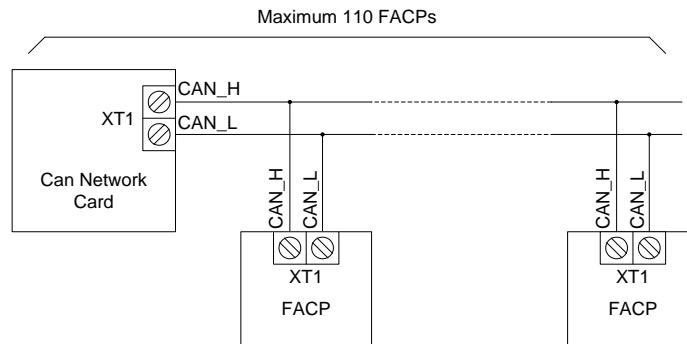 Maximum 110 FACPs
CAN_H
XT1
CAN_L
Can Network
Card
CAN_H
CAN_L
CAN_H
CAN_L
XT1
XT1
FACP
FACP